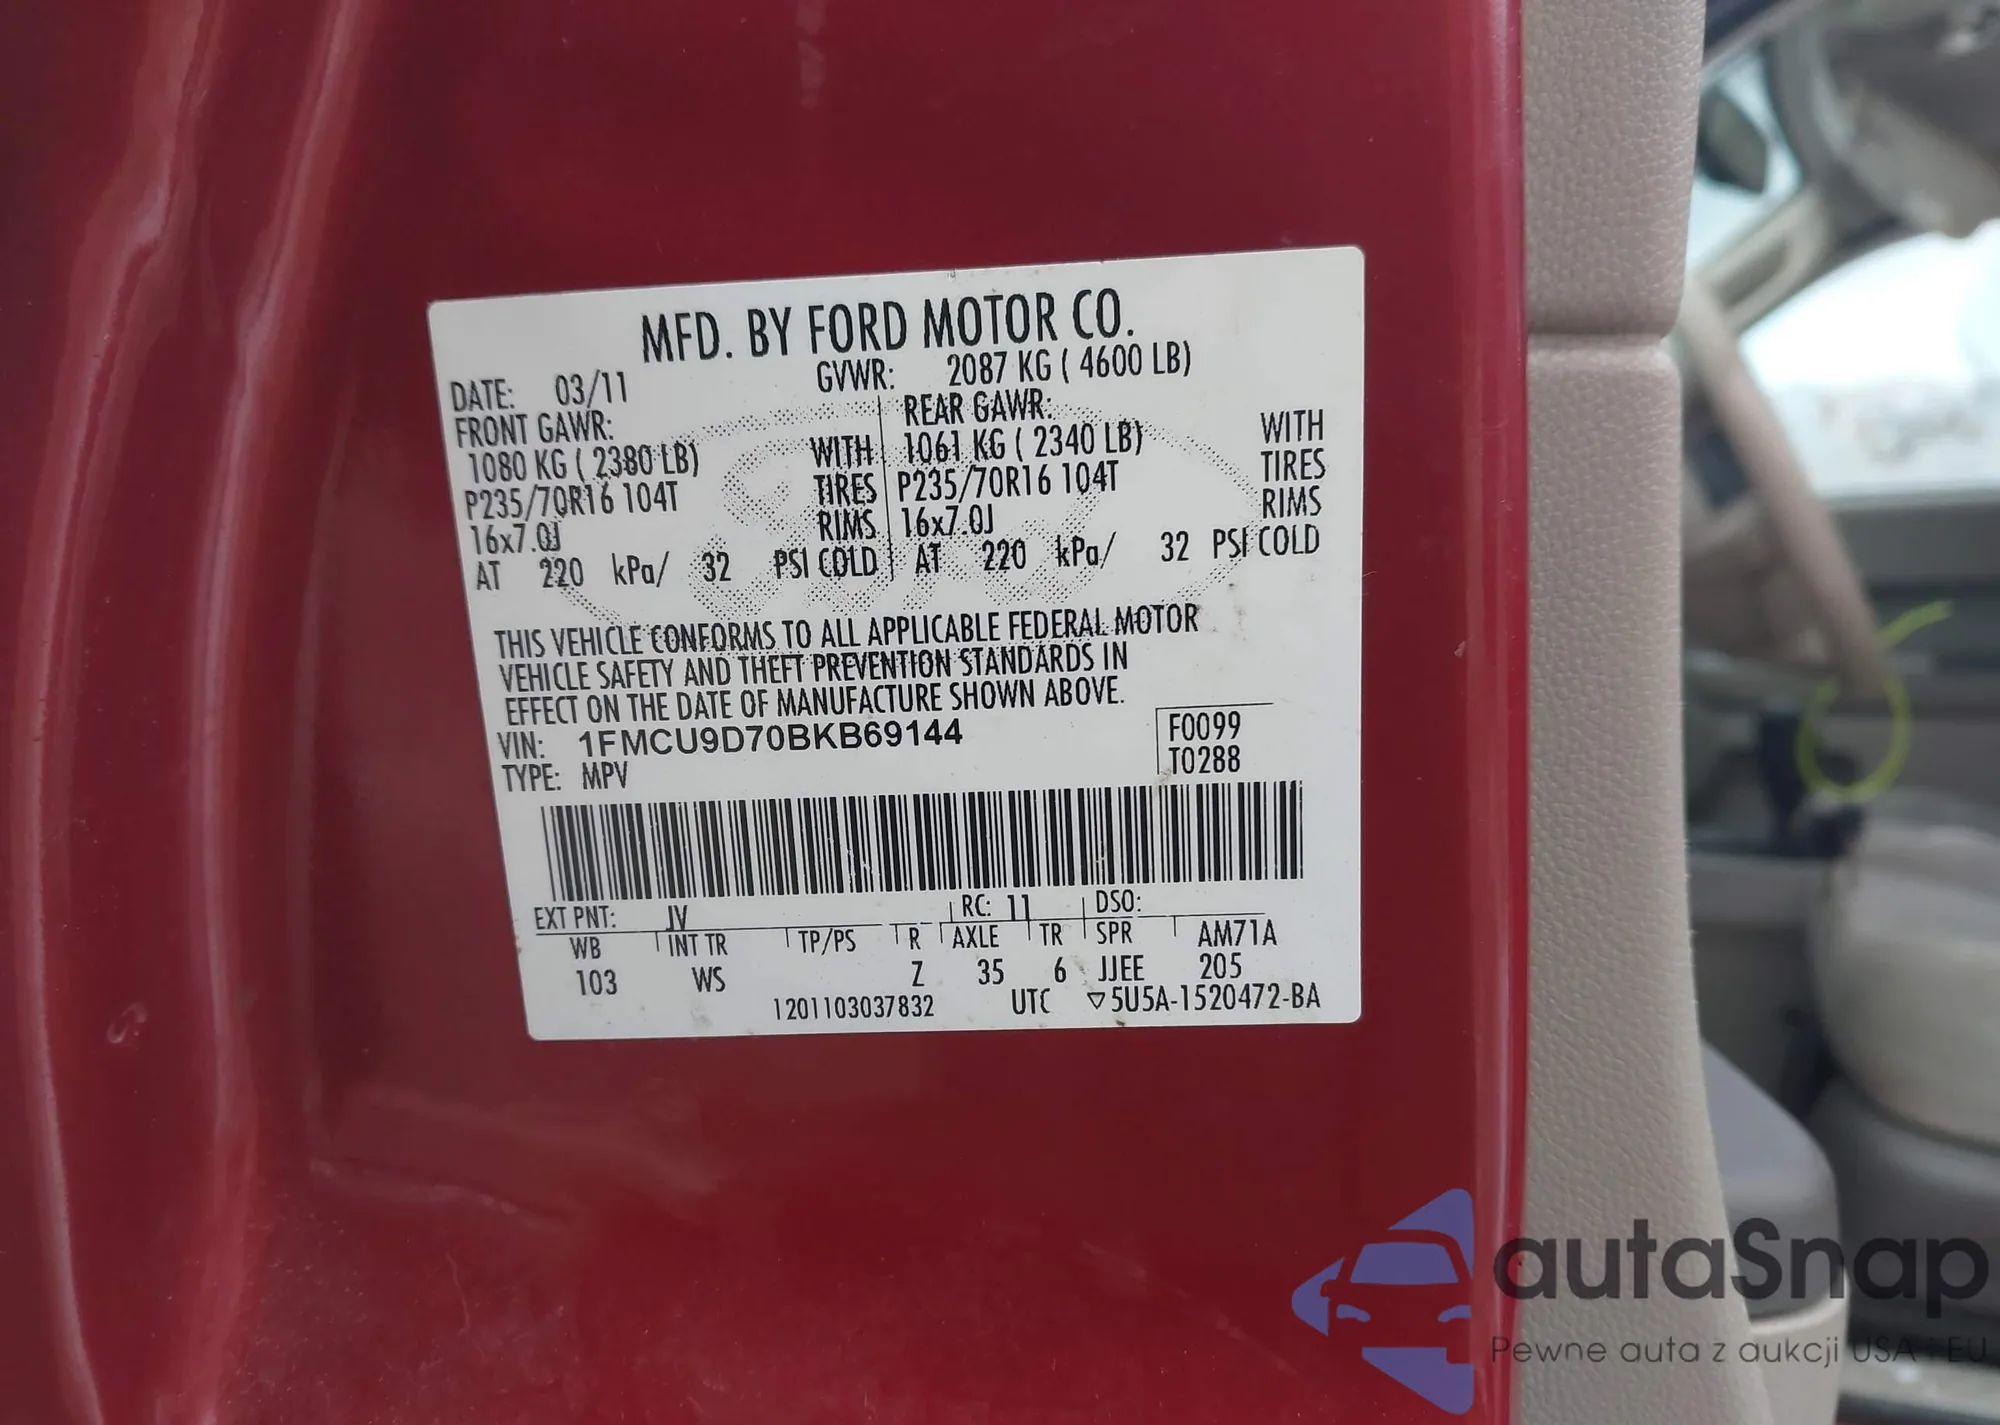 MFD. BY FORD MOTOR CO.
DATE: 03/11 GVWR: 2087 KG ( 4600 LB)
FRONT GAWR: REAR GAWR:
1080 KG ( 2380 LB) WITH 1061 KG ( 2340 LB) WITH
P235/70R16 104T TIRES P235/70R16 104T TIRES
16x7.0J RIMS 16x7.0J RIMS
AT 220 kPa/ 32 PSI COLD AT 220 kPa/ 32 PSI COLD
THIS VEHICLE CONFORMS TO ALL APPLICABLE FEDERAL MOTOR
VEHICLE SAFETY AND THEFT PREVENTION STANDARDS IN
EFFECT ON THE DATE OF MANUFACTURE SHOWN ABOVE.
VIN: 1FMCU9D70BKB69144 F0099
TYPE: MPV T0288
EXT PNT: JV RC: 11 DSO:
WB INT TR TP/PS R AXLE TR SPR AM71A
103 WS Z 35 6 JJEE 205
1201103037832 UTC ▽5U5A-1520472-BA
autaSnap
Pewne auta z aukcji USA i EU